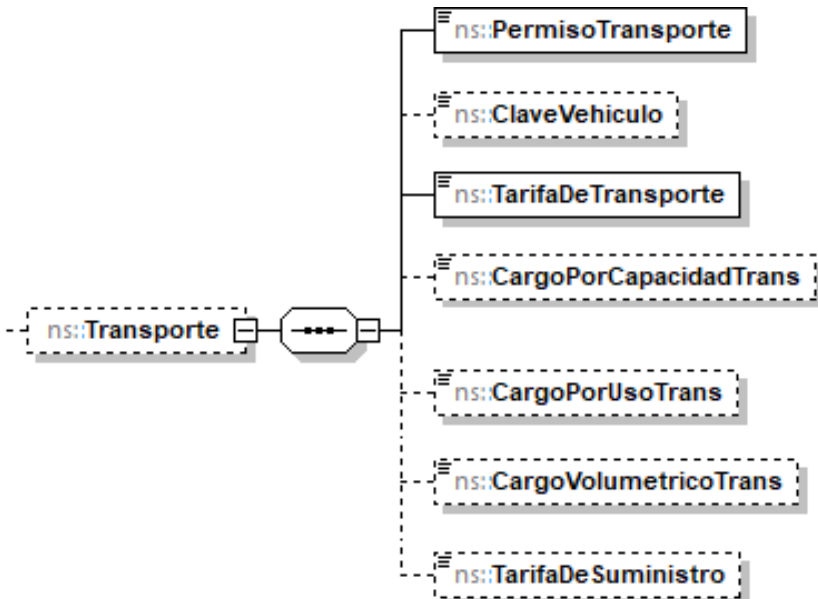 ns::PermisoTransporte
ns::ClaveVehiculo
ns::TarifaDeTransporte
ns::CargoPorCapacidadTrans
ns::Transporte
ns::CargoPorUsoTrans
ns::CargoVolumetricoTrans
ns::TarifaDeSuministro